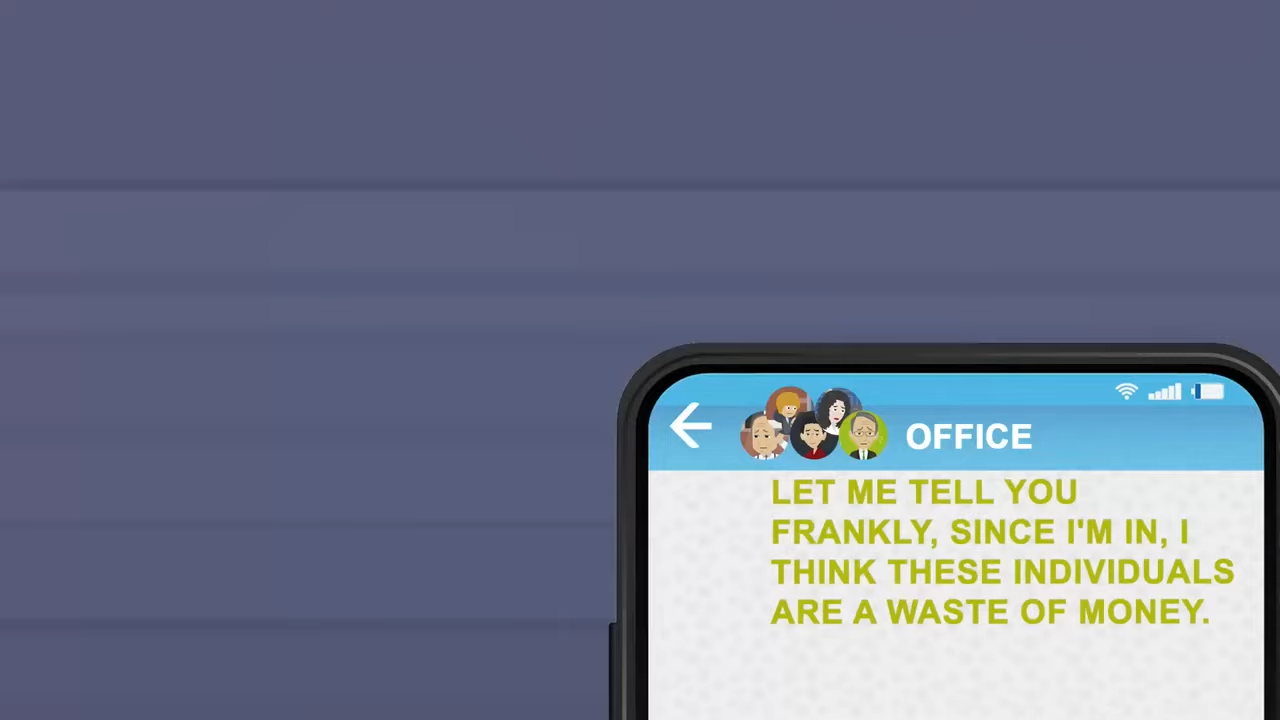 OFFICE
LET ME TELL YOU
FRANKLY, SINCE I'M IN, I
THINK THESE INDIVIDUALS
ARE A WASTE OF MONEY.